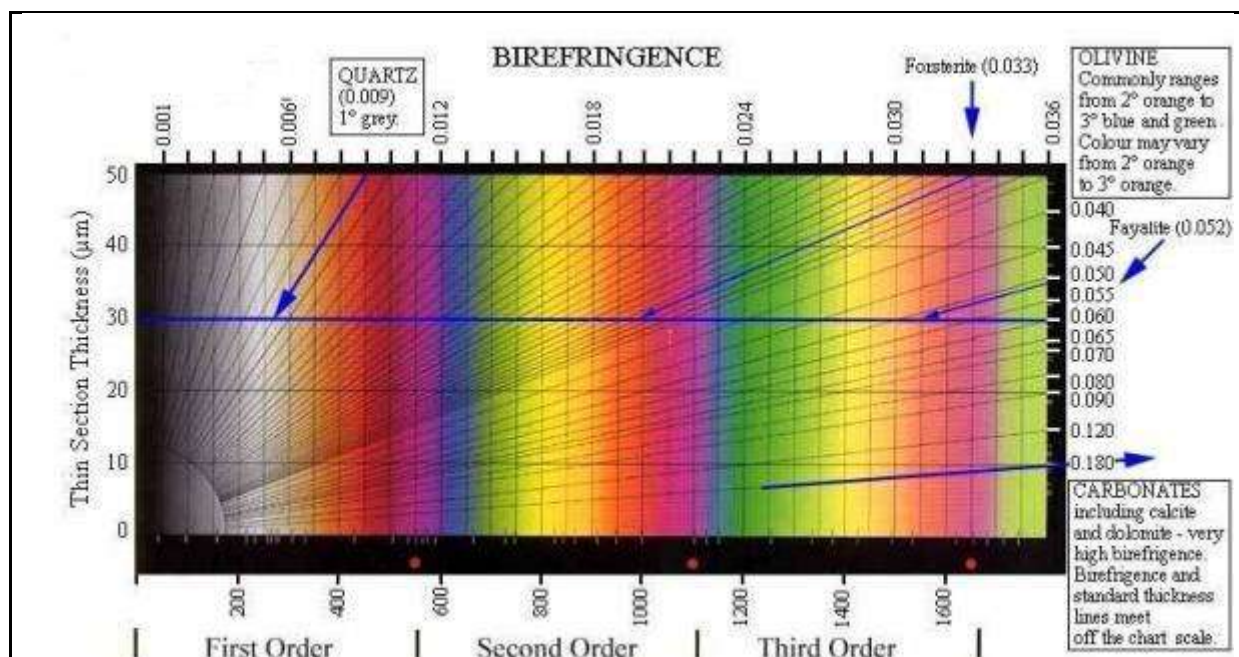 BIREFRINGENCE
QUARTZ
(0.009)
1° grey.
Forsterite (0.033)
OLIVINE
Commonly ranges
from 2° orange to
3° blue and green.
Colour may vary
from 2° orange
to 3° orange.
0.001
0.006
0.012
0.018
0.024
0.030
0.036
Thin Section Thickness (µm)
50
40
30
20
10
0
0.040
Fayalite (0.052)
0.045
0.050
0.055
0.060
0.065
0.070
0.080
0.090
0.120
0.180
CARBONATES
including calcite
and dolomite - very
high birefrigence.
Birefrigence and
standard thickness
lines meet
off the chart scale.
200
400
600
800
1000
1200
1400
1600
First Order
Second Order
Third Order